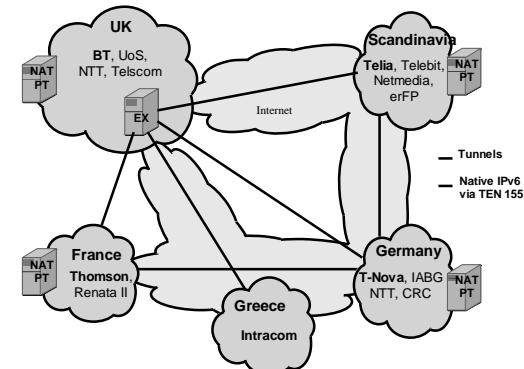 UK
BT, UoS,
NTT, Telscom
NAT
PT
EX
Scandinavia
Telia, Telebit,
Netmedia,
erFP
NAT
PT
Internet
Tunnels
Native IPv6
via TEN 155
France
Thomson,
Renata II
NAT
PT
Greece
Intracom
Germany
T-Nova, IABG
NTT, CRC
NAT
PT